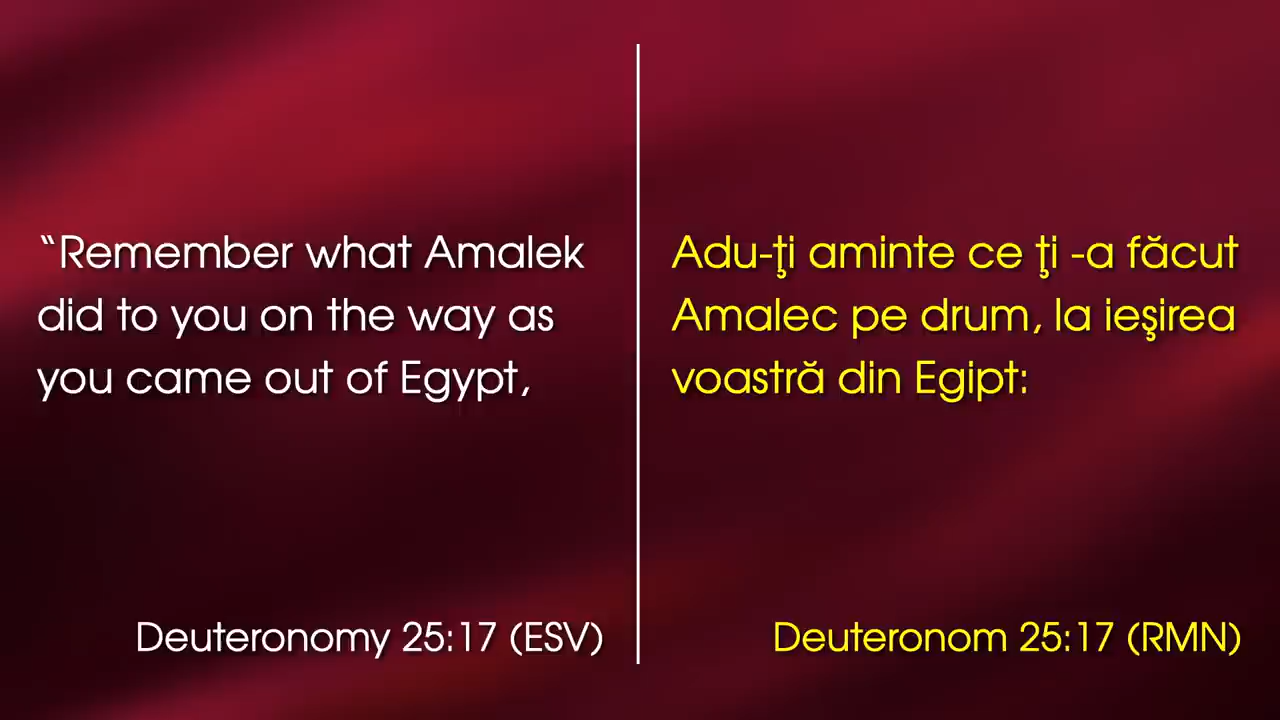 “Remember what Amalek
did to you on the way as
you came out of Egypt,
Deuteronomy 25:17 (ESV)
Adu-ţi aminte ce ţi -a făcut
Amalec pe drum, la ieşirea
voastră din Egipt:
Deuteronom 25:17 (RMN)